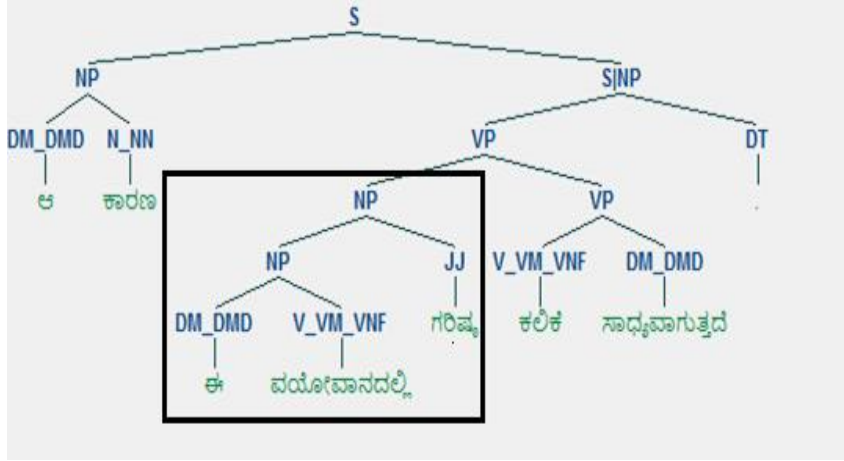 S
NP S|NP
DM_DMD N_NN VP DT
ಆ ಕಾರಣ NP VP .
NP JJ V_VM_VNF DM_DMD
DM_DMD V_VM_VNF ಗರಿಷ್ಠ ಕಲಿಕೆ ಸಾಧ್ಯವಾಗುತ್ತದೆ
ಈ ವಯೋಮಾನದಲ್ಲಿ